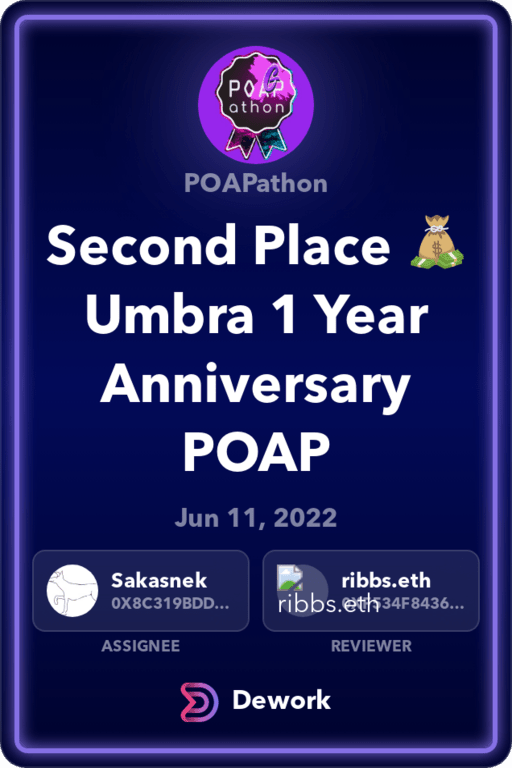 POAP
athon
POAPathon
Second Place 💰
Umbra 1 Year
Anniversary
POAP
Jun 11, 2022
Sakasnek
0X8C319BDD...
ribbs.eth
ribbs.eth
ASSIGNEE
REVIEWER
Dework